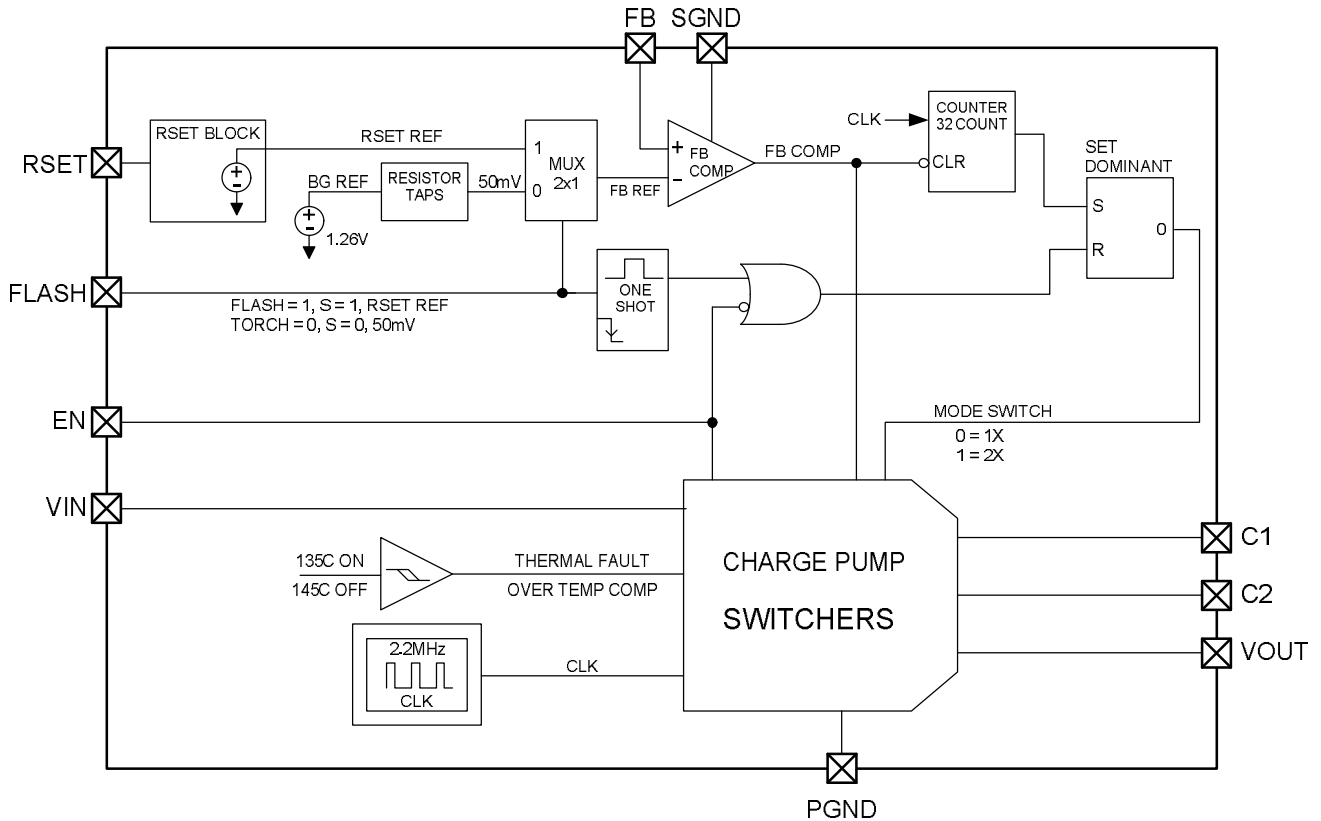 FB SGND
RSET BLOCK
RSET REF
RSET
BG REF
1.26V
RESISTOR
TAPS
50mV
1
0
MUX
2x1
FB REF
+
-
FB
COMP
FB COMP
CLK
COUNTER
32 COUNT
CLR
SET
DOMINANT
S
R
0
FLASH
FLASH = 1, S = 1, RSET REF
TORCH = 0, S = 0, 50mV
ONE
SHOT
EN
MODE SWITCH
0 = 1X
1 = 2X
VIN
135C ON
145C OFF
THERMAL FAULT
OVER TEMP COMP
CHARGE PUMP
SWITCHERS
2.2MHz
CLK
CLK
C1
C2
VOUT
PGND